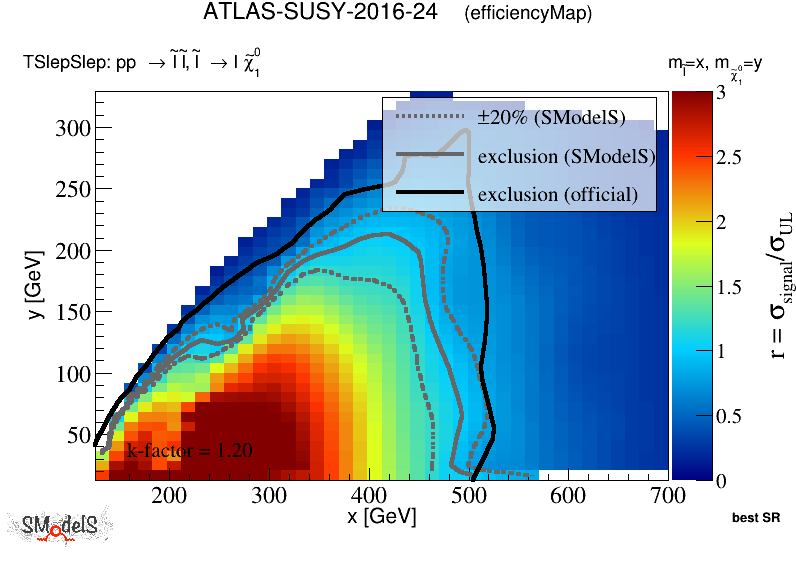 ATLAS-SUSY-2016-24 (efficiencyMap)
TSlepSlep: pp → l̃ l̃, l̃ → l χ̃₁⁰
m_l̃=x, m_χ̃₁⁰=y
±20% (SModelS)
exclusion (SModelS)
exclusion (official)
300
250
200
150
100
50
y [GeV]
k-factor = 1.20
200 300 400 500 600 700
x [GeV]
3
2.5
2
1.5
1
0.5
0
r = σ_signal/σ_UL
SModelS
best SR